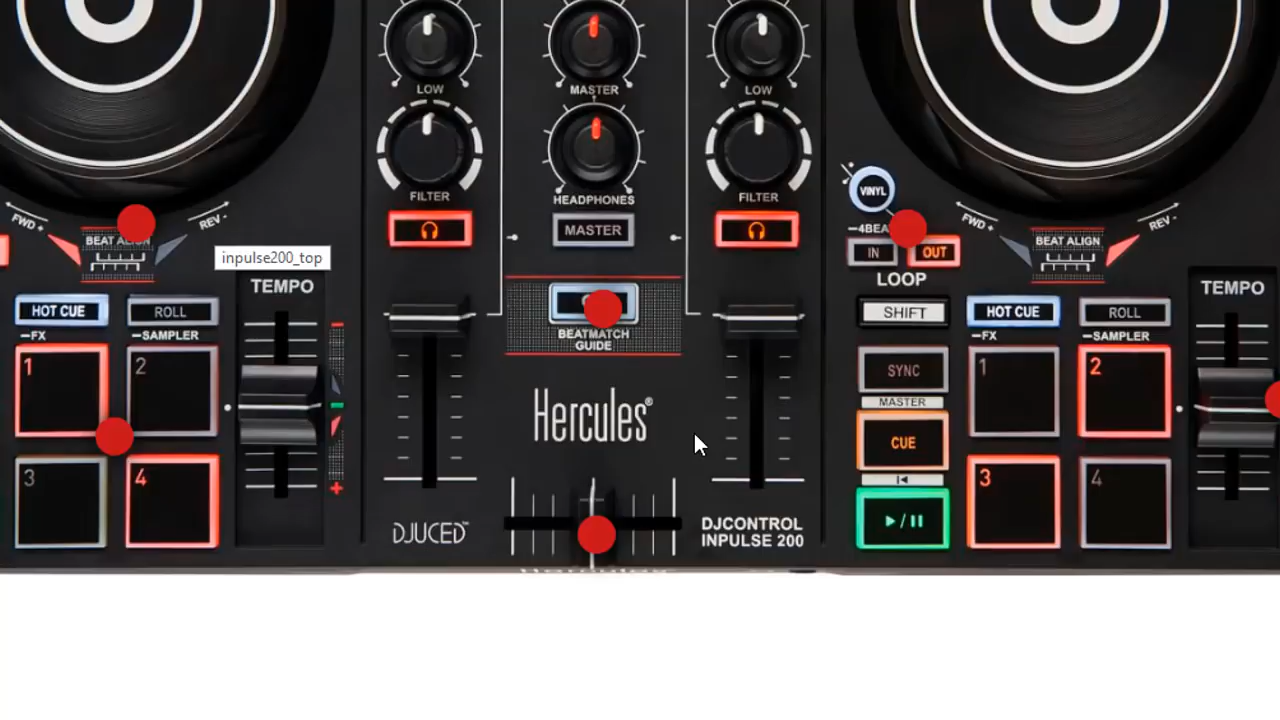 LOW
MASTER
LOW
FILTER
HEADPHONES
FILTER
VINYL
FWD +
REV -
FWD +
REV -
BEAT ALIGN
MASTER
BEAT ALIGN
IN
OUT
inpulse200_top
LOOP
TEMPO
TEMPO
HOT CUE
ROLL
SHIFT
HOT CUE
ROLL
—FX
—SAMPLER
BEATMATCH
GUIDE
—FX
—SAMPLER
1
2
SYNC
1
2
MASTER
Hercules®
CUE
3
4
3
4
DJUCED™
DJCONTROL
INPULSE 200